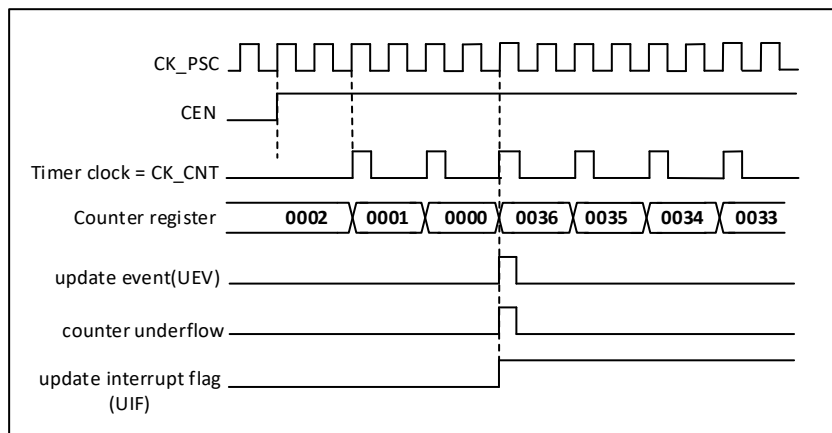 CK_PSC
CEN
Timer clock = CK_CNT
Counter register 0002 0001 0000 0036 0035 0034 0033
update event(UEV)
counter underflow
update interrupt flag
(UIF)